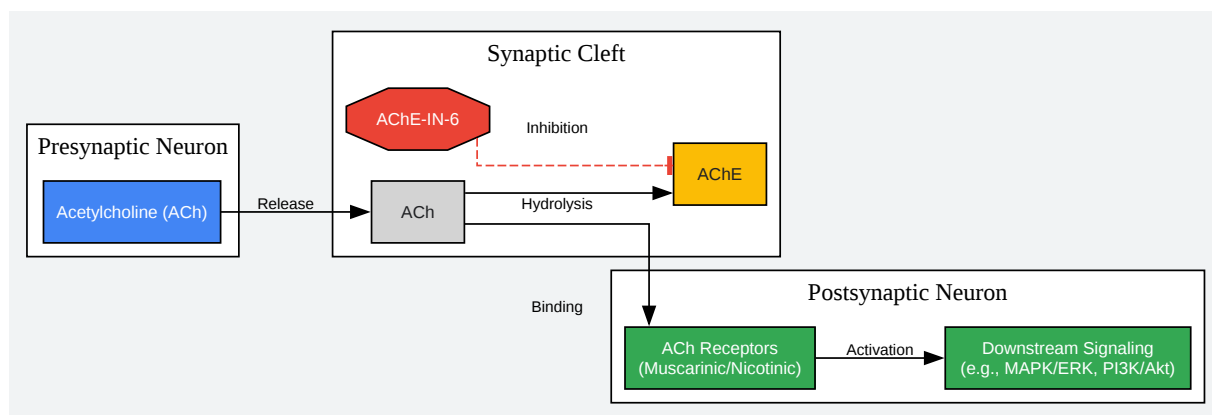 Synaptic Cleft
AChE-IN-6
Inhibition
Presynaptic Neuron
AChE
Acetylcholine (ACh)
Release
ACh
Hydrolysis
Postsynaptic Neuron
Binding
ACh Receptors
(Muscarinic/Nicotinic)
Activation
Downstream Signaling
(e.g., MAPK/ERK, PI3K/Akt)